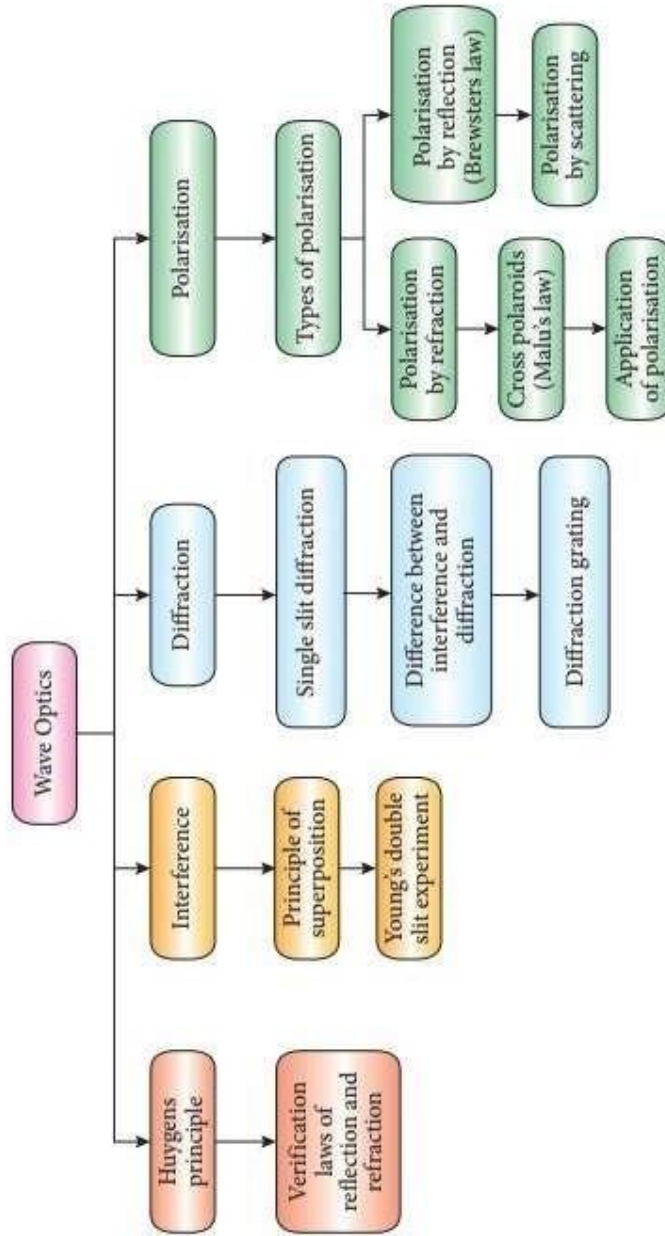 Wave Optics
Huygens
principle
Verification
laws of
reflection and
refraction
Interference
Principle of
superposition
Young's double
slit experiment
Diffraction
Single slit diffraction
Difference between
interference and
diffraction
Diffraction grating
Polarisation
Types of polarisation
Polarisation
by refraction
Cross polaroids
(Malu's law)
Application
of polarisation
Polarisation
by reflection
(Brewsters law)
Polarisation
by scattering